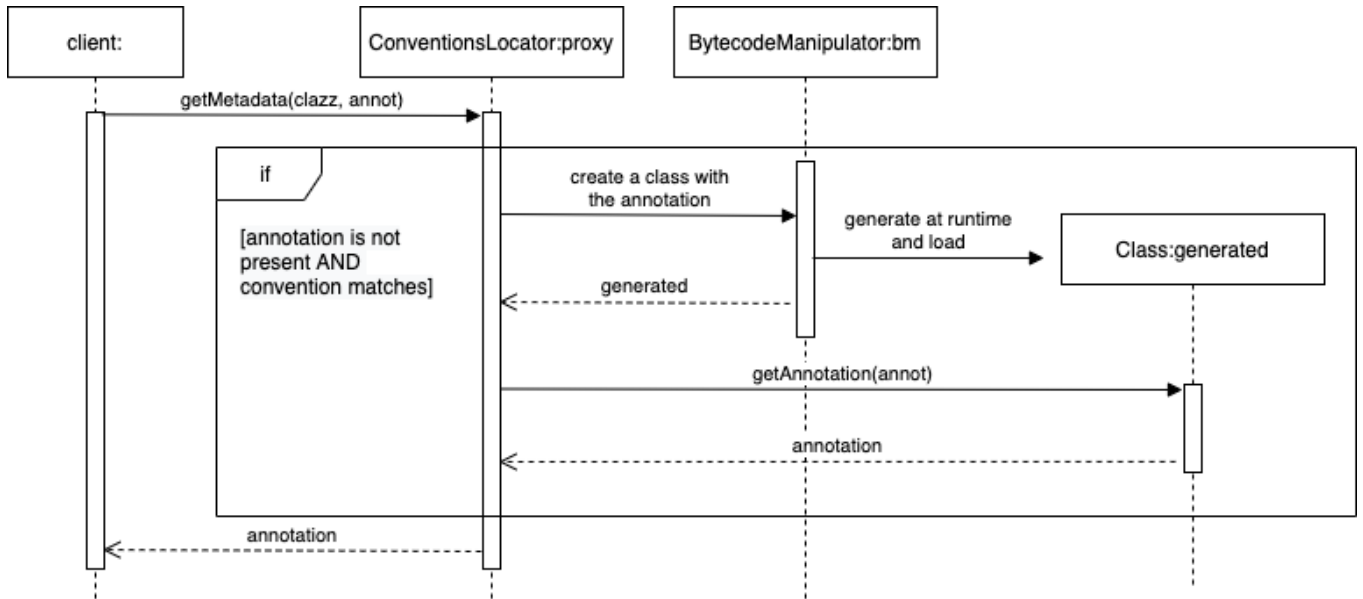 client:
ConventionsLocator:proxy
BytecodeManipulator:bm
getMetadata(clazz, annot)
if
[annotation is not
present AND
convention matches]
create a class with
the annotation
generate at runtime
and load
Class:generated
generated
getAnnotation(annot)
annotation
annotation